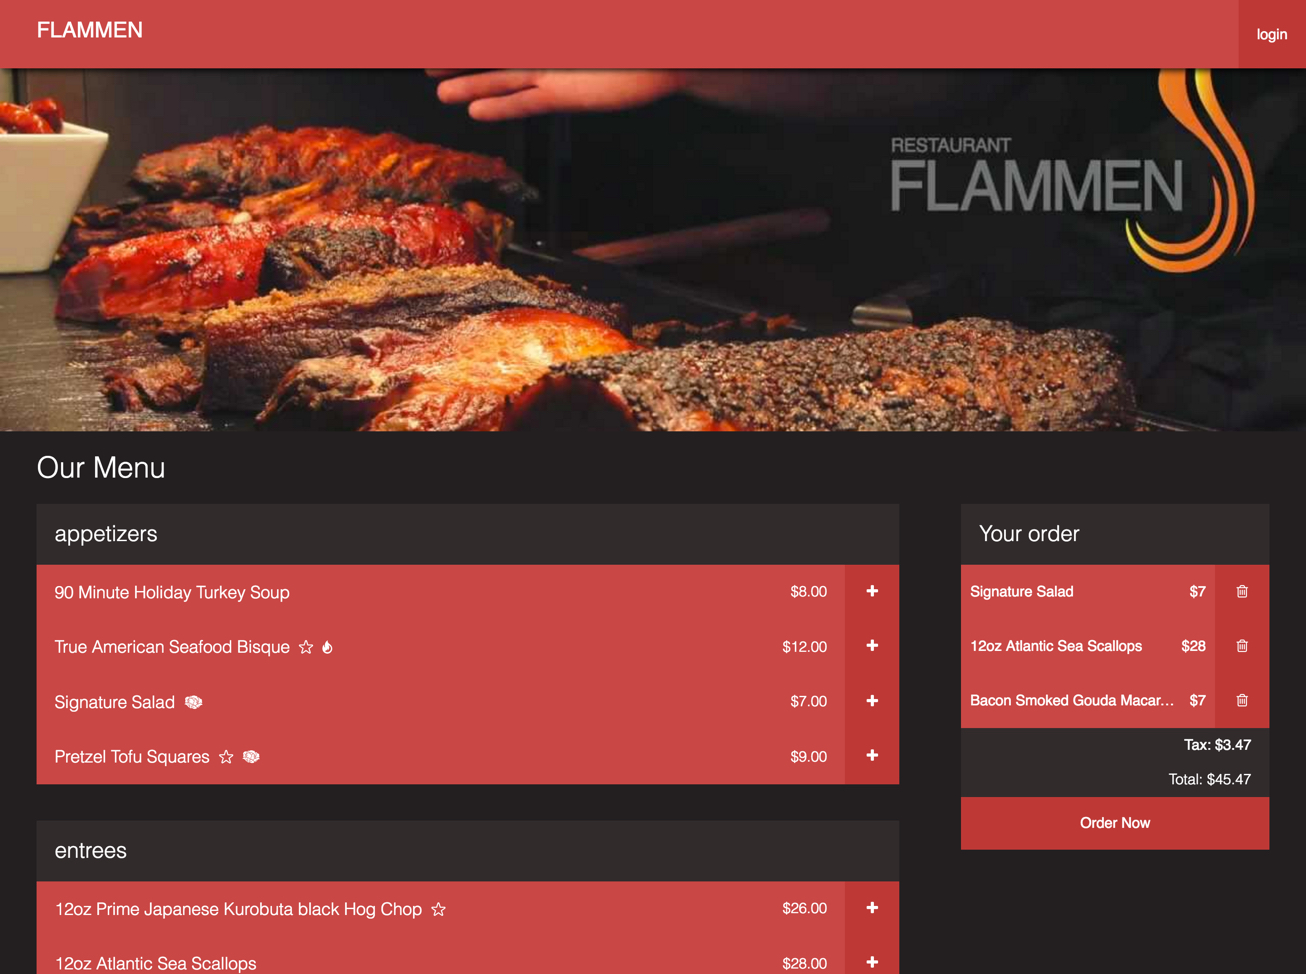 FLAMMEN
login
RESTAURANT
FLAMMEN
Our Menu
appetizers
90 Minute Holiday Turkey Soup $8.00
True American Seafood Bisque $12.00
Signature Salad $7.00
Pretzel Tofu Squares $9.00
entrees
12oz Prime Japanese Kurobuta black Hog Chop $26.00
12oz Atlantic Sea Scallops $28.00
Your order
Signature Salad $7
12oz Atlantic Sea Scallops $28
Bacon Smoked Gouda Macar... $7
Tax: $3.47
Total: $45.47
Order Now